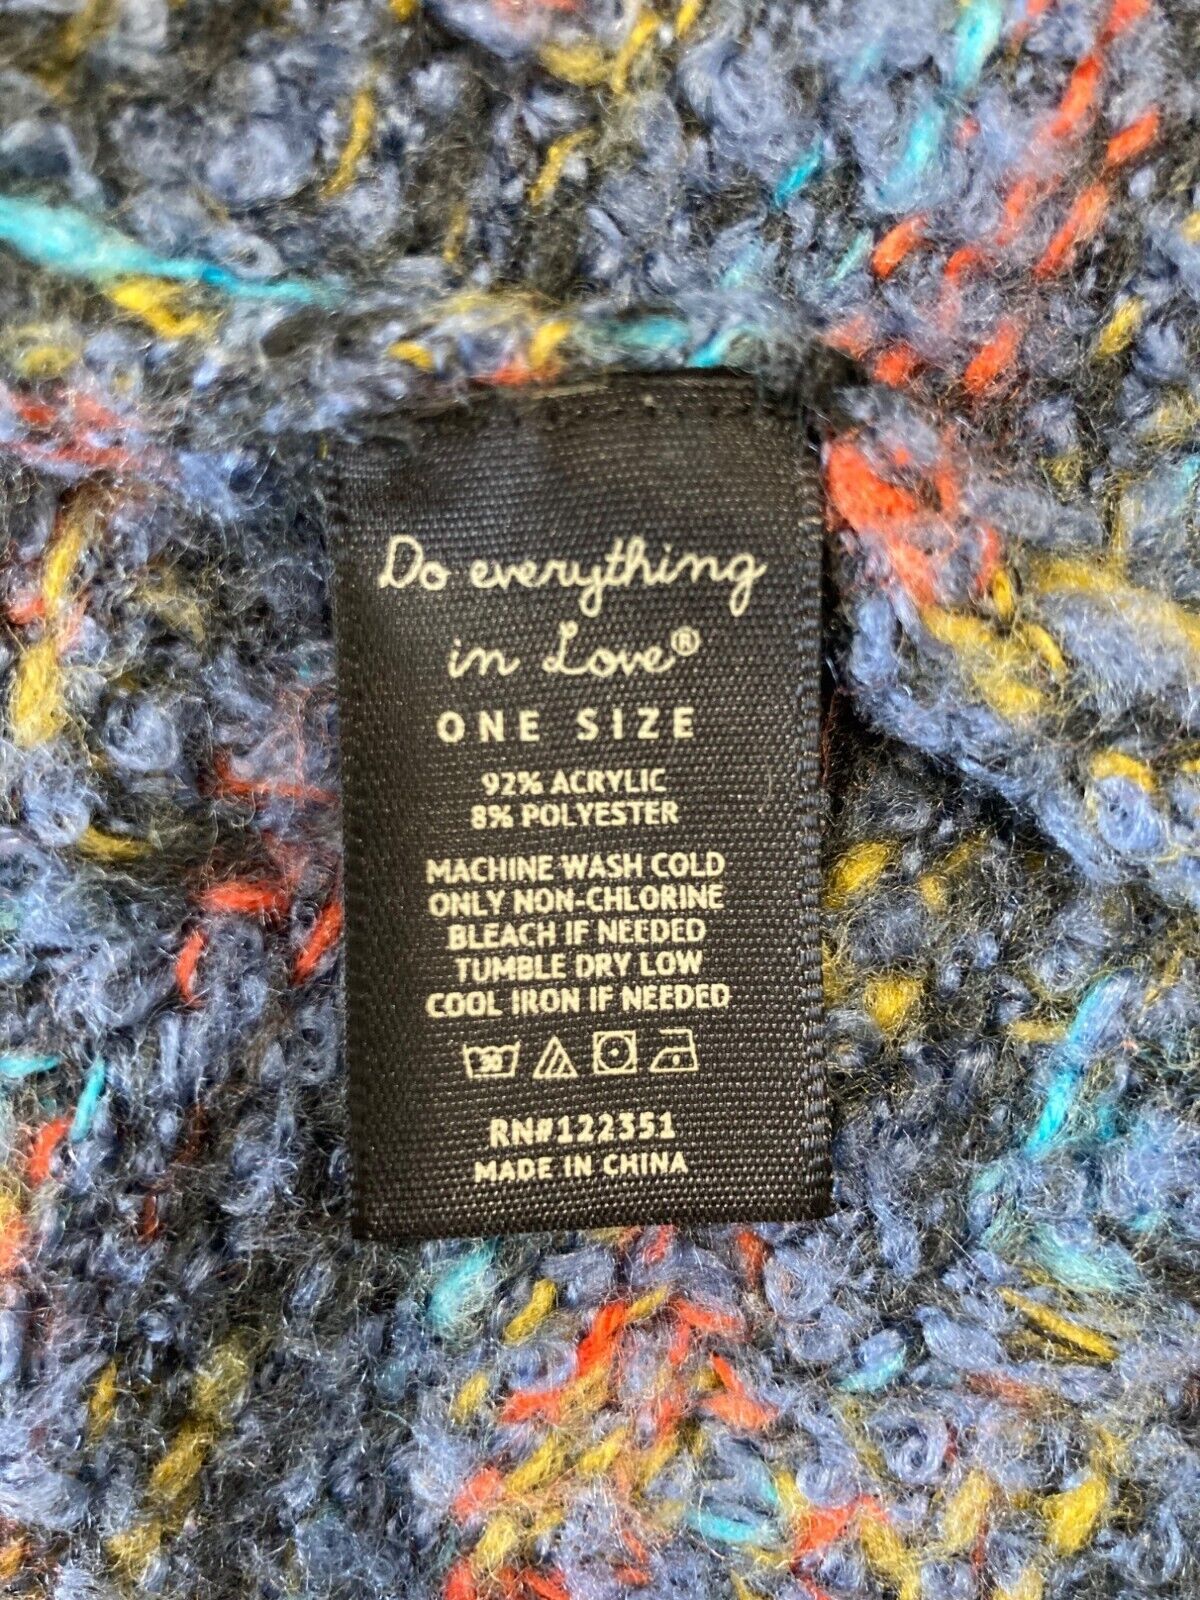 Do everything
in Love®
ONE SIZE
92% ACRYLIC
8% POLYESTER
MACHINE WASH COLD
ONLY NON-CHLORINE
BLEACH IF NEEDED
TUMBLE DRY LOW
COOL IRON IF NEEDED
30
RN#122351
MADE IN CHINA